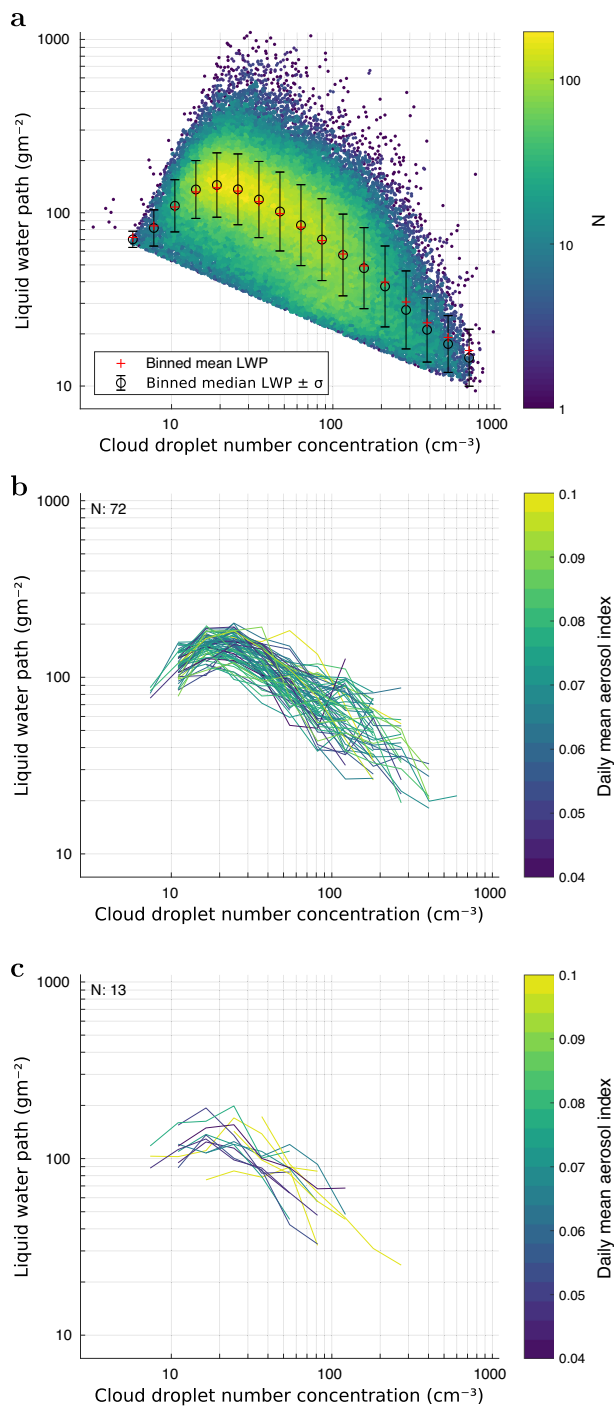 a
1000
100
10
Liquid water path (gm⁻²)
Binned mean LWP
Binned median LWP ± σ
10
100
1000
Cloud droplet number concentration (cm⁻³)
100
10
1
N
b
N: 72
1000
100
10
Liquid water path (gm⁻²)
10
100
1000
Cloud droplet number concentration (cm⁻³)
0.1
0.09
0.08
0.07
0.06
0.05
0.04
Daily mean aerosol index
c
N: 13
1000
100
10
Liquid water path (gm⁻²)
10
100
1000
Cloud droplet number concentration (cm⁻³)
0.1
0.09
0.08
0.07
0.06
0.05
0.04
Daily mean aerosol index